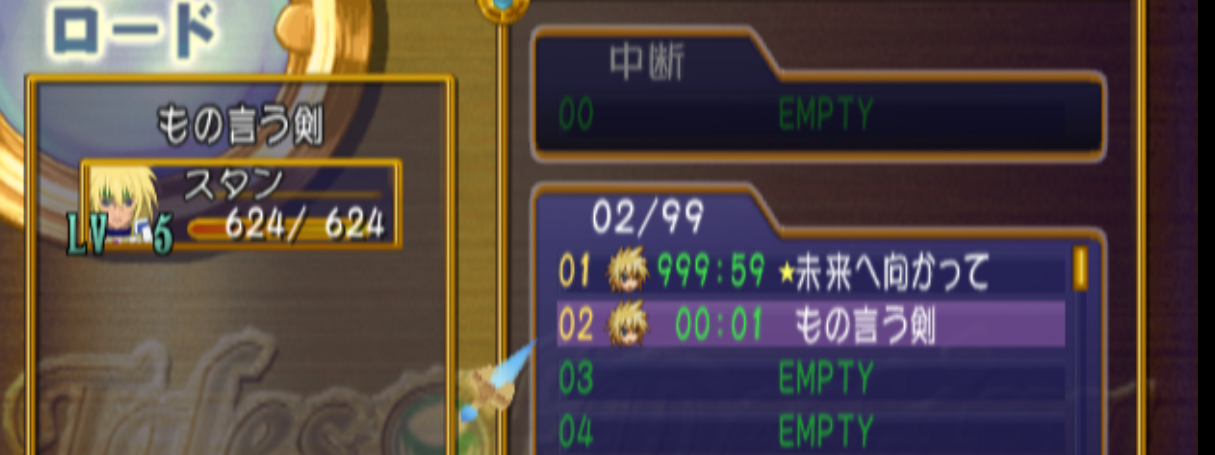 ロード
もの言う剣
スタン
LV 5 624/ 624
中断
00 EMPTY
02/99
01 999:59 ★未来へ向かって
02 00:01 もの言う剣
03 EMPTY
04 EMPTY
Tales